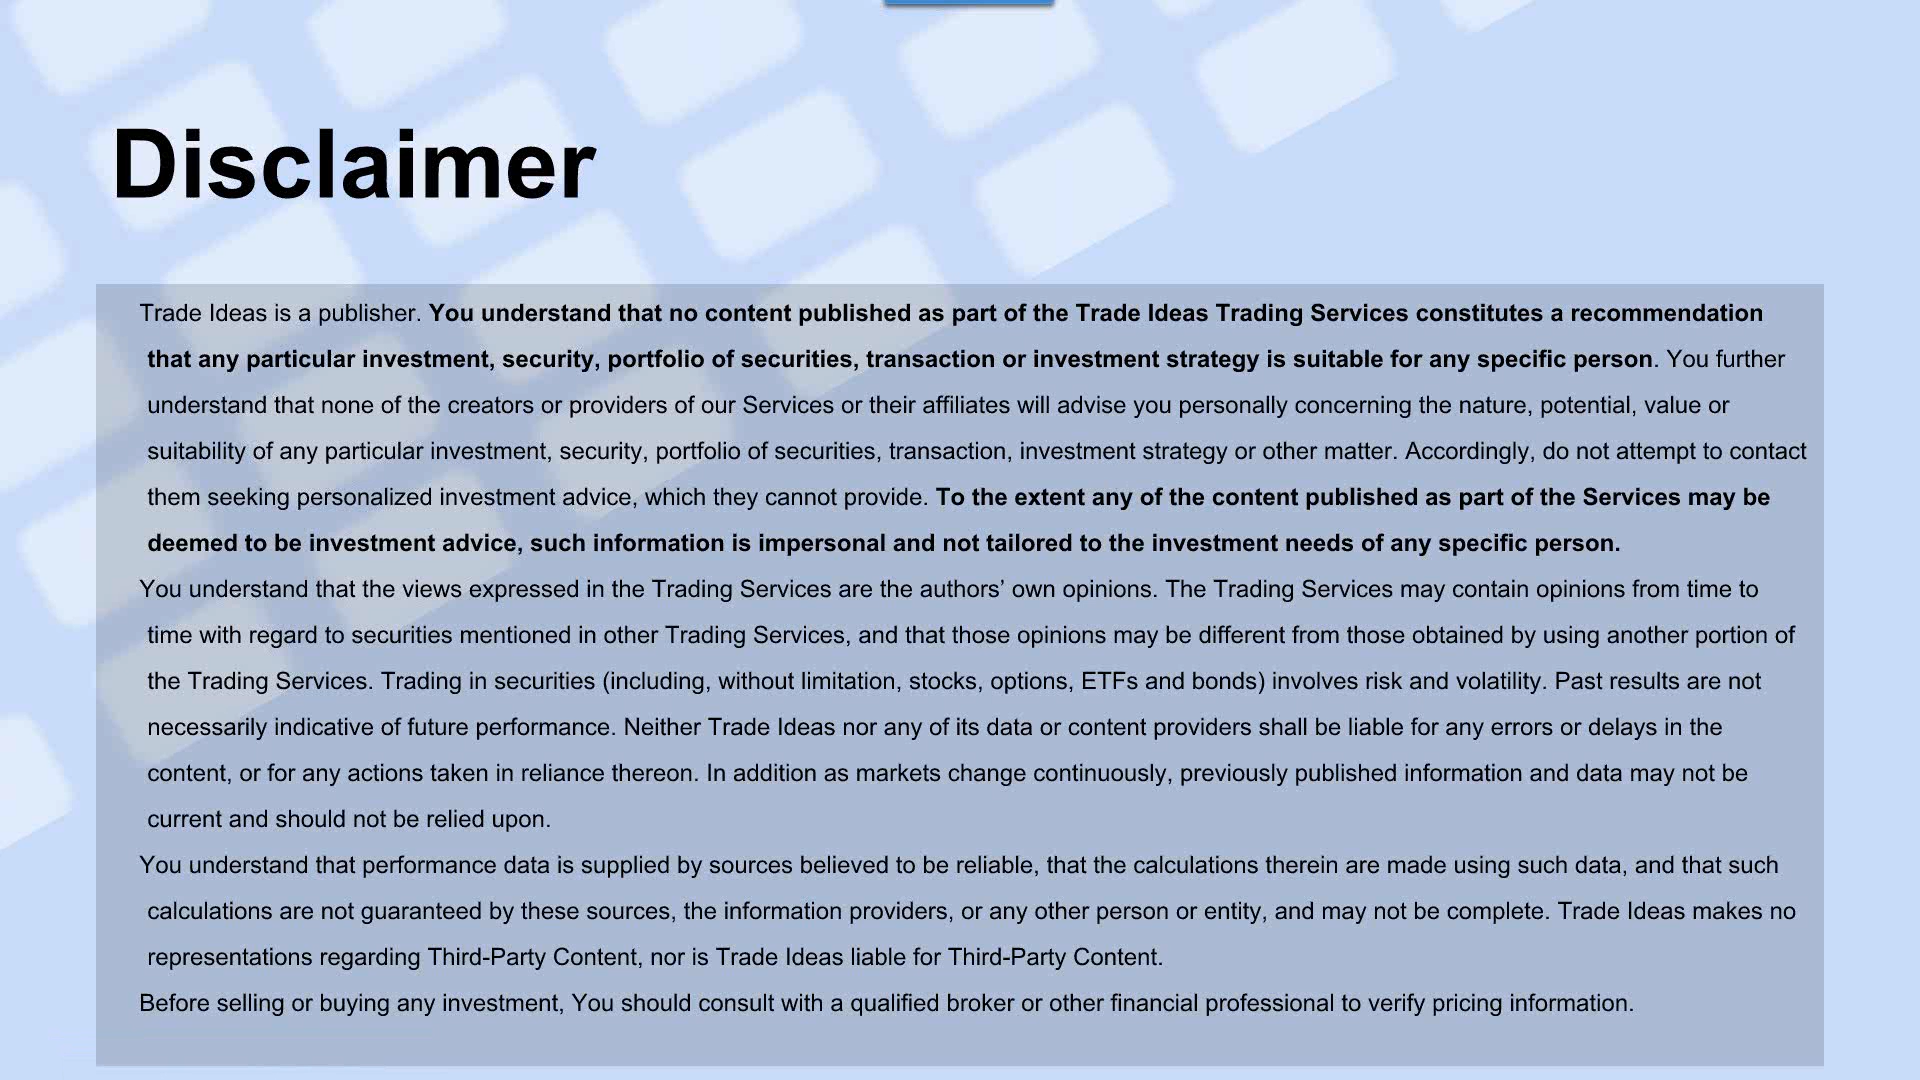 Disclaimer
Trade Ideas is a publisher. You understand that no content published as part of the Trade Ideas Trading Services constitutes a recommendation
that any particular investment, security, portfolio of securities, transaction or investment strategy is suitable for any specific person. You further
understand that none of the creators or providers of our Services or their affiliates will advise you personally concerning the nature, potential, value or
suitability of any particular investment, security, portfolio of securities, transaction, investment strategy or other matter. Accordingly, do not attempt to contact
them seeking personalized investment advice, which they cannot provide. To the extent any of the content published as part of the Services may be
deemed to be investment advice, such information is impersonal and not tailored to the investment needs of any specific person.
You understand that the views expressed in the Trading Services are the authors’ own opinions. The Trading Services may contain opinions from time to
time with regard to securities mentioned in other Trading Services, and that those opinions may be different from those obtained by using another portion of
the Trading Services. Trading in securities (including, without limitation, stocks, options, ETFs and bonds) involves risk and volatility. Past results are not
necessarily indicative of future performance. Neither Trade Ideas nor any of its data or content providers shall be liable for any errors or delays in the
content, or for any actions taken in reliance thereon. In addition as markets change continuously, previously published information and data may not be
current and should not be relied upon.
You understand that performance data is supplied by sources believed to be reliable, that the calculations therein are made using such data, and that such
calculations are not guaranteed by these sources, the information providers, or any other person or entity, and may not be complete. Trade Ideas makes no
representations regarding Third-Party Content, nor is Trade Ideas liable for Third-Party Content.
Before selling or buying any investment, You should consult with a qualified broker or other financial professional to verify pricing information.